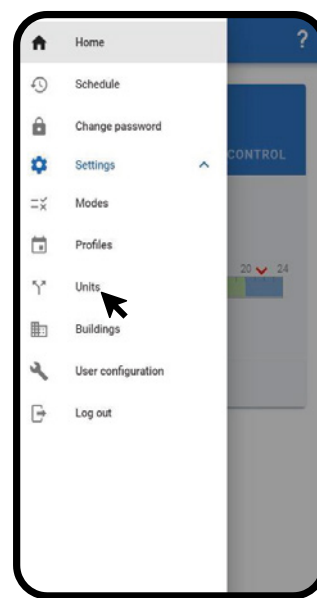 Home
?
Schedule
Change password
CONTROL
Settings
Modes
Profiles
20 24
Units
Buildings
User configuration
Log out